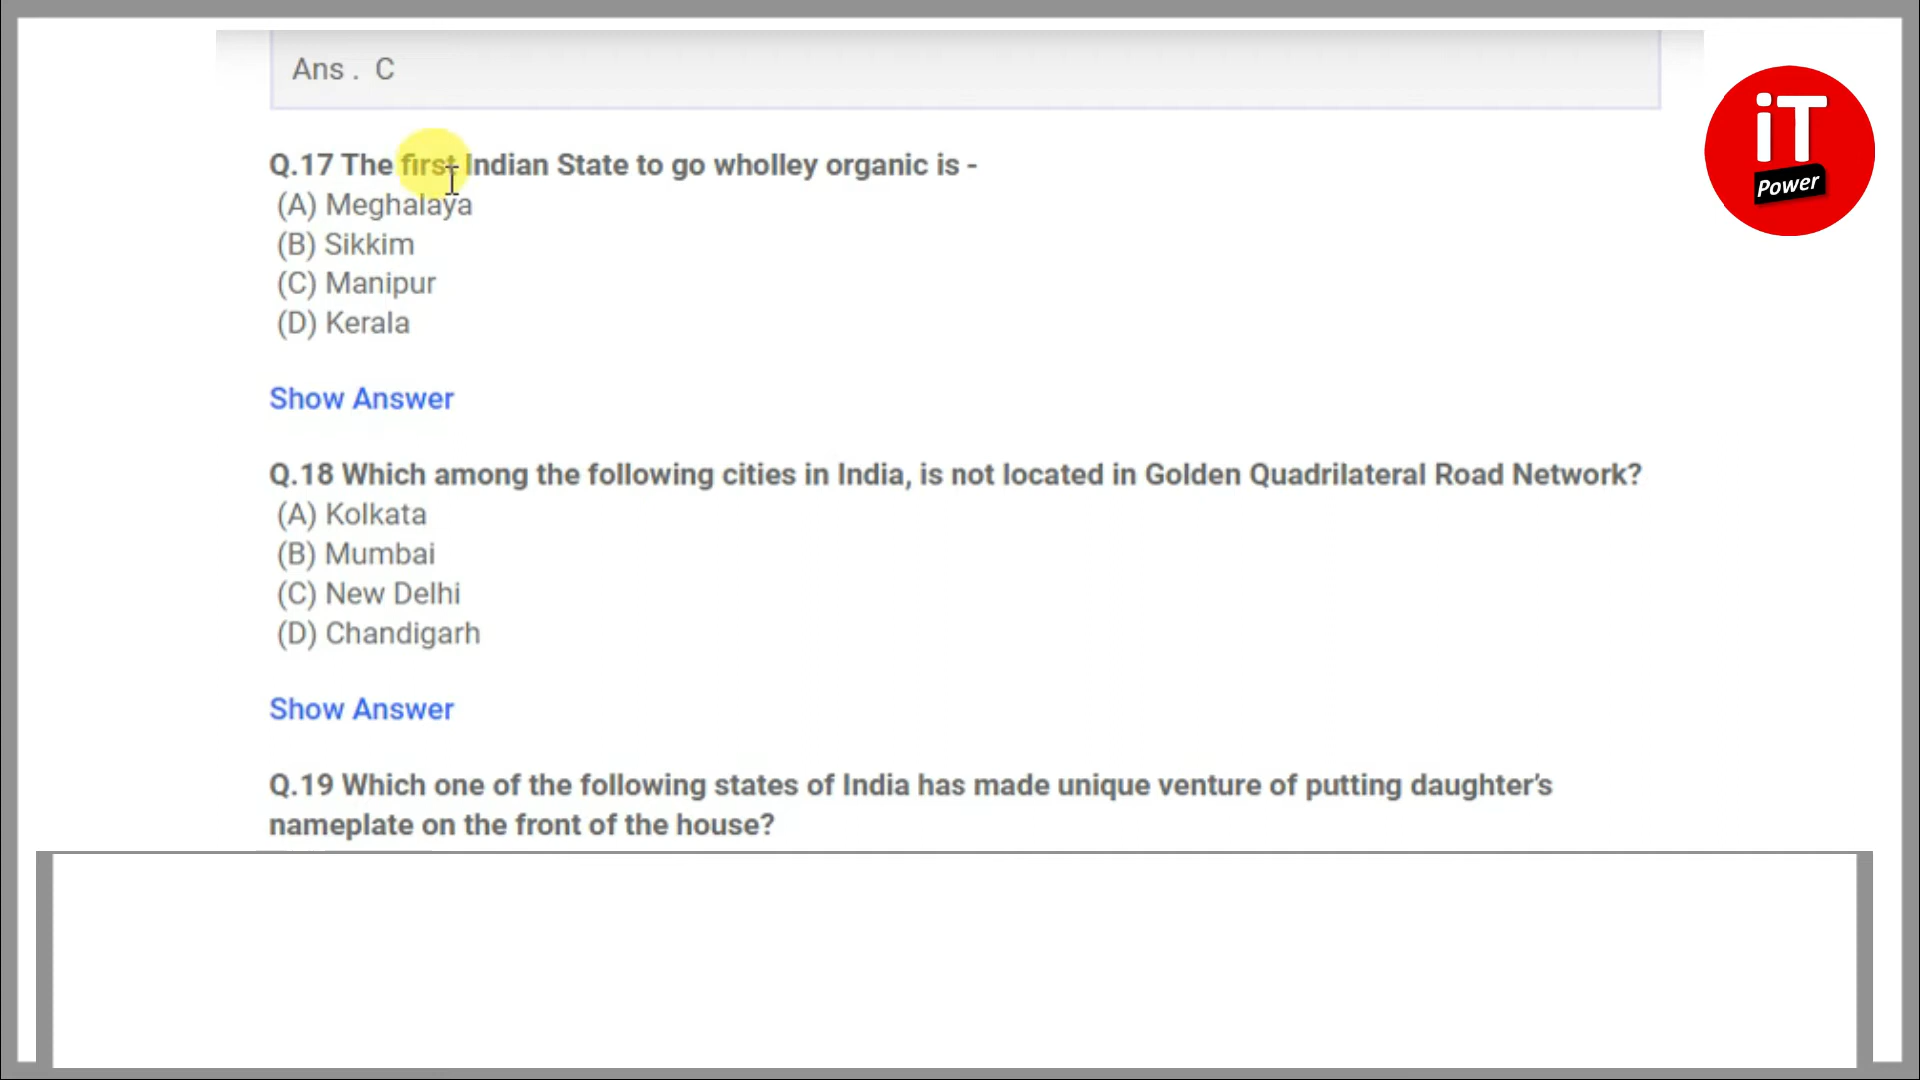 Ans . C
iT
Power
Q.17 The first Indian State to go wholley organic is -
(A) Meghalaya
(B) Sikkim
(C) Manipur
(D) Kerala
Show Answer
Q.18 Which among the following cities in India, is not located in Golden Quadrilateral Road Network?
(A) Kolkata
(B) Mumbai
(C) New Delhi
(D) Chandigarh
Show Answer
Q.19 Which one of the following states of India has made unique venture of putting daughter’s
nameplate on the front of the house?